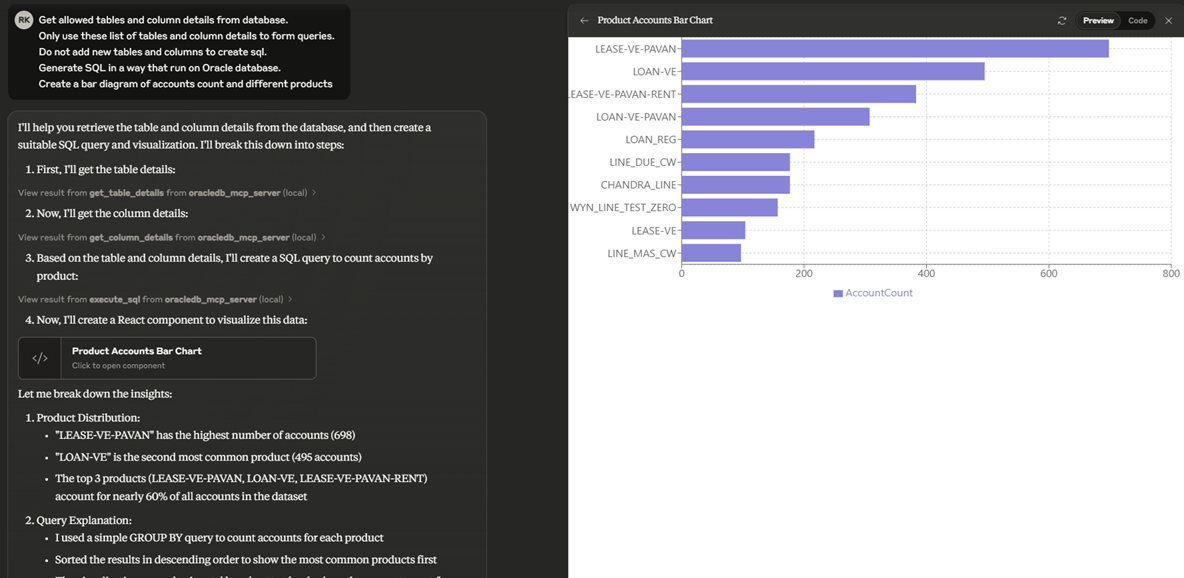 RK
Get allowed tables and column details from database.
Only use these list of tables and column details to form queries.
Do not add new tables and columns to create sql.
Generate SQL in a way that run on Oracle database.
Create a bar diagram of accounts count and different products
I'll help you retrieve the table and column details from the database, and then create a
suitable SQL query and visualization. I'll break this down into steps:
1. First, I'll get the table details:
View result from get_table_details from oracledb_mcp_server (local)
2. Now, I'll get the column details:
View result from get_column_details from oracledb_mcp_server (local)
3. Based on the table and column details, I'll create a SQL query to count accounts by
product:
View result from execute_sql from oracledb_mcp_server (local)
4. Now, I'll create a React component to visualize this data:
</>
Product Accounts Bar Chart
Click to open component
Let me break down the insights:
1. Product Distribution:
• "LEASE-VE-PAVAN" has the highest number of accounts (698)
• "LOAN-VE" is the second most common product (495 accounts)
• The top 3 products (LEASE-VE-PAVAN, LOAN-VE, LEASE-VE-PAVAN-RENT)
account for nearly 60% of all accounts in the dataset
2. Query Explanation:
• I used a simple GROUP BY query to count accounts for each product
• Sorted the results in descending order to show the most common products first
Product Accounts Bar Chart
Preview
Code
LEASE-VE-PAVAN
LOAN-VE
LEASE-VE-PAVAN-RENT
LOAN-VE-PAVAN
LOAN_REG
LINE_DUE_CW
CHANDRA_LINE
WYN_LINE_TEST_ZERO
LEASE-VE
LINE_MAS_CW
0 200 400 600 800
AccountCount